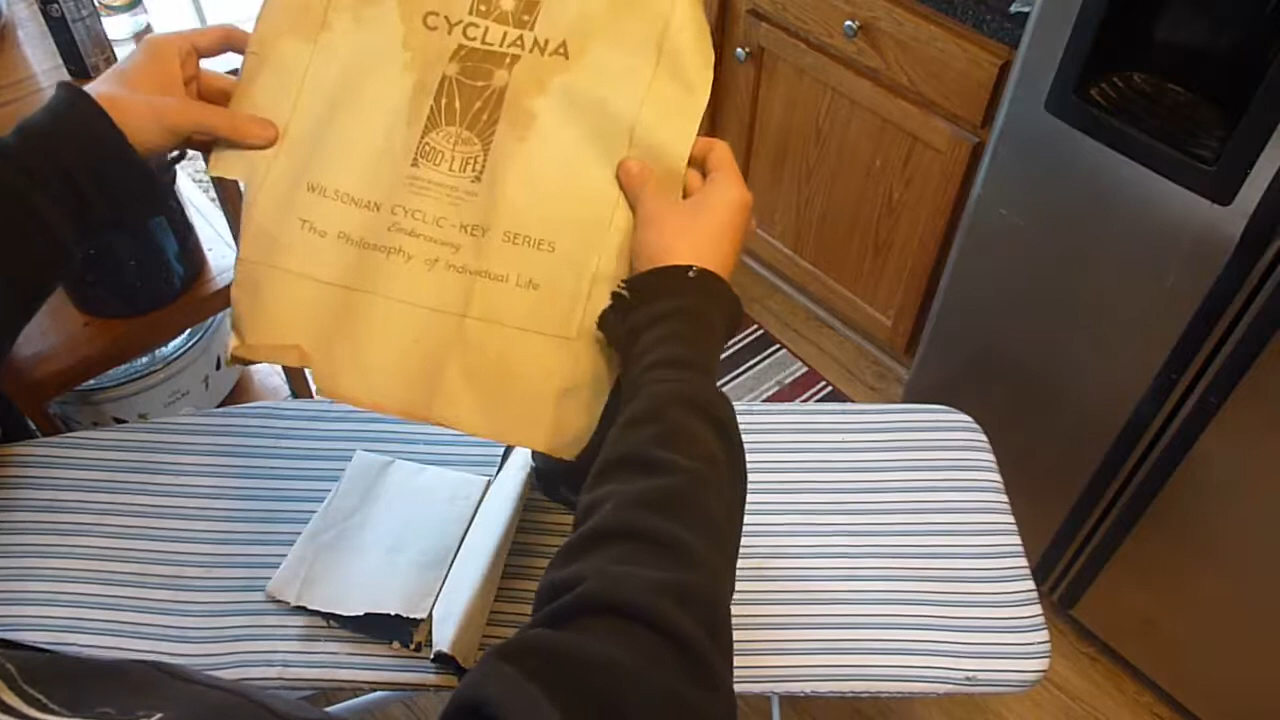 CYCLIANA
GOD-LIFE
WILSONIAN CYCLIC-KEY SERIES
Embracing
The Philosophy of Individual Life